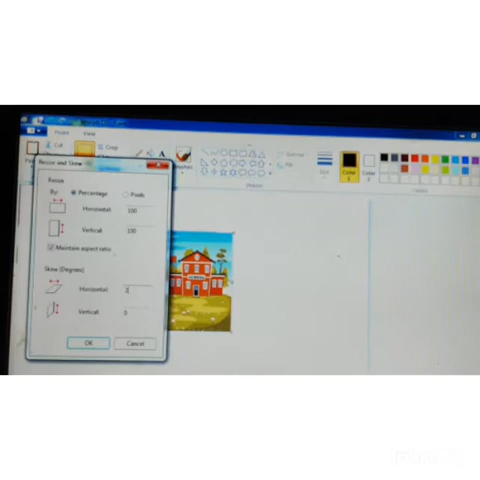 Home View
Cut
Crop
Resize and Skew
Resize
By: Percentage Pixels
Horizontal: 100
Vertical: 100
Maintain aspect ratio
Skew (Degrees)
Horizontal:
Vertical: 0
OK Cancel
Outline
Fill
Shapes
Size
Color 1
Color 2
Colors